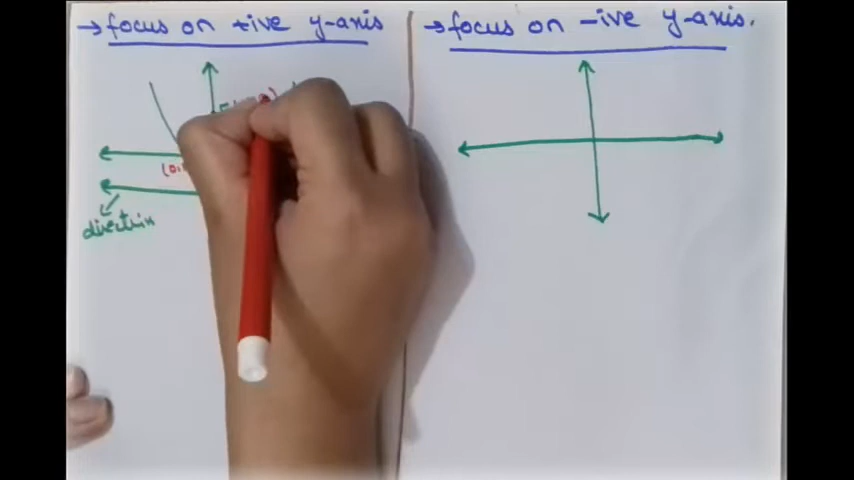 →focus on +ive y-axis
→focus on -ive y-axis.
directrix